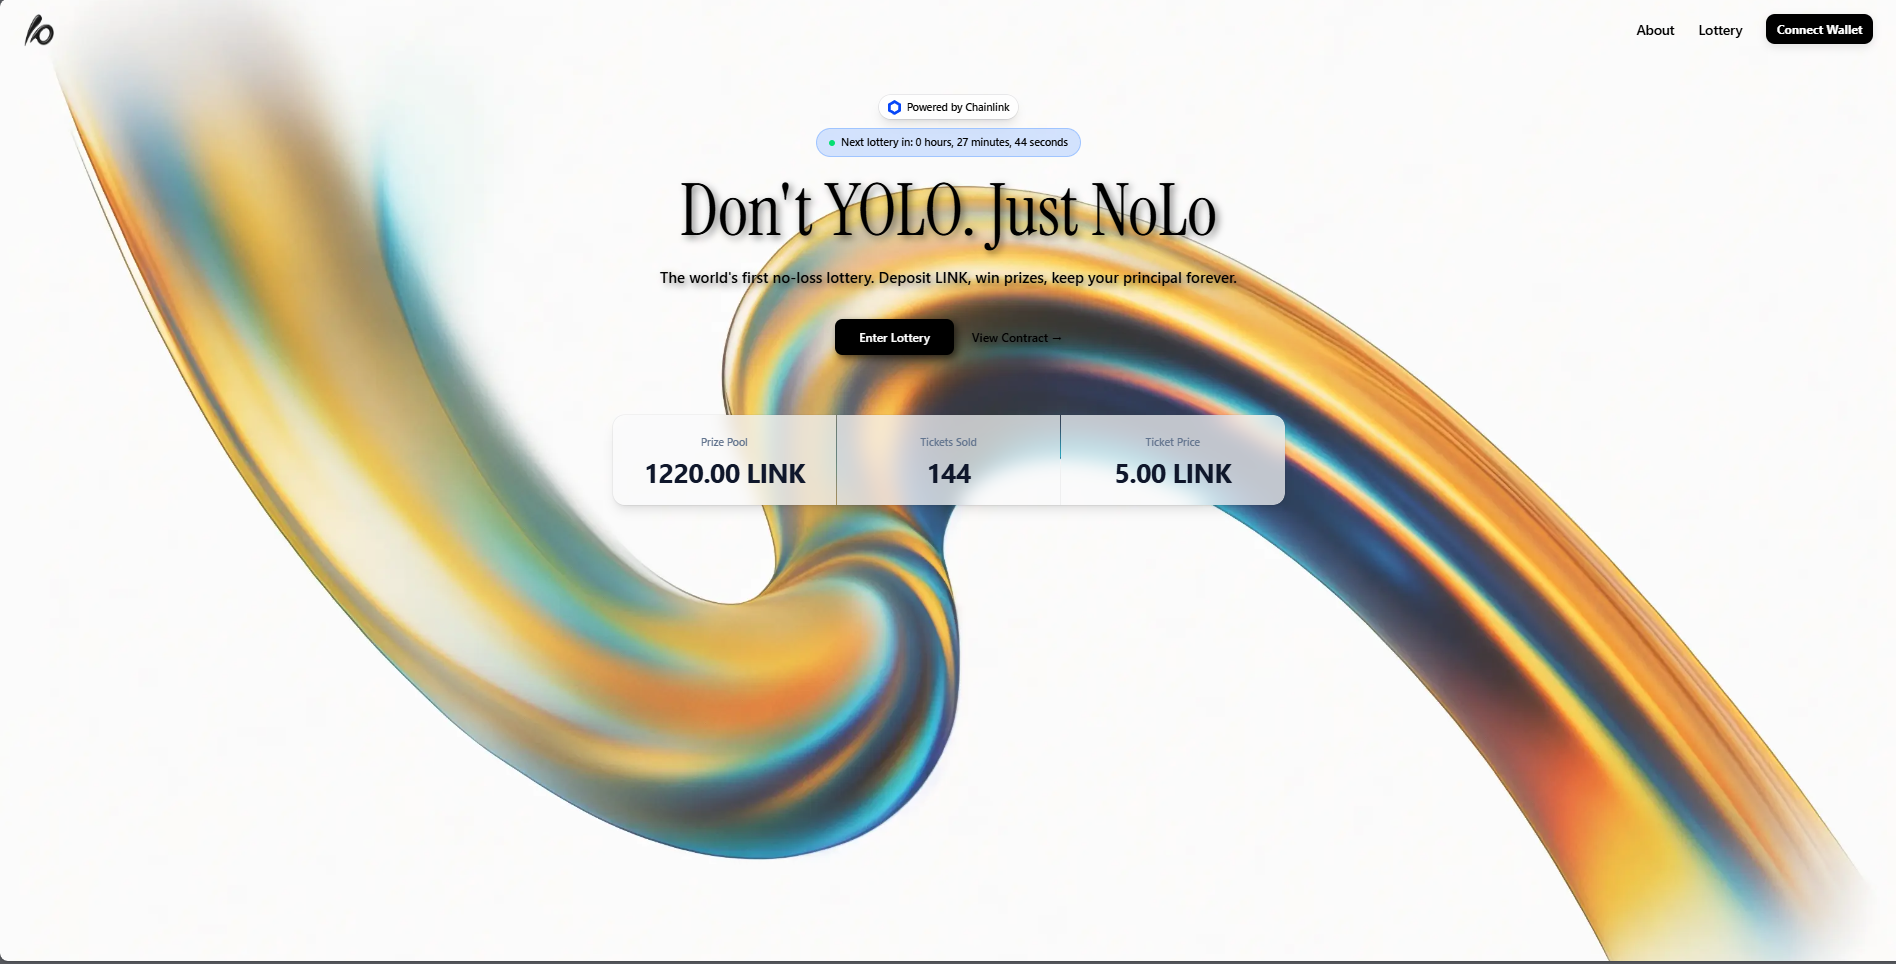 lo
About
Lottery
Connect Wallet
Powered by Chainlink
Next lottery in: 0 hours, 27 minutes, 44 seconds
Don't YOLO. Just NoLo
The world's first no-loss lottery. Deposit LINK, win prizes, keep your principal forever.
Enter Lottery
View Contract →
Prize Pool
1220.00 LINK
Tickets Sold
144
Ticket Price
5.00 LINK